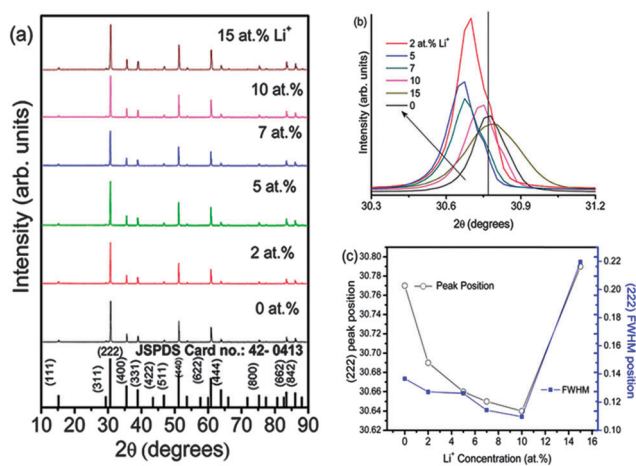 (a)
15 at.% Li+
10 at.%
7 at.%
5 at.%
2 at.%
0 at.%
JSPDS Card no.: 42- 0413
(111)
(311)
(222)
(400)
(331)
(422)
(511)
(440)
(622)
(444)
(800)
(662)
(842)
10 20 30 40 50 60 70 80 90
2θ (degrees)
Intensity (arb. units)
(b)
2 at.% Li+
5
7
10
15
0
Intensity (arb. units)
30.3 30.6 30.9 31.2
2θ (degrees)
(c)
30.80
30.78
30.76
30.74
30.72
30.70
30.68
30.66
30.64
30.62
(222) peak position
Peak Position
FWHM
0.22
0.20
0.18
0.16
0.14
0.12
0.10
(222) FWHM position
0 2 4 6 8 10 12 14 16
Li+ Concentration (at.%)